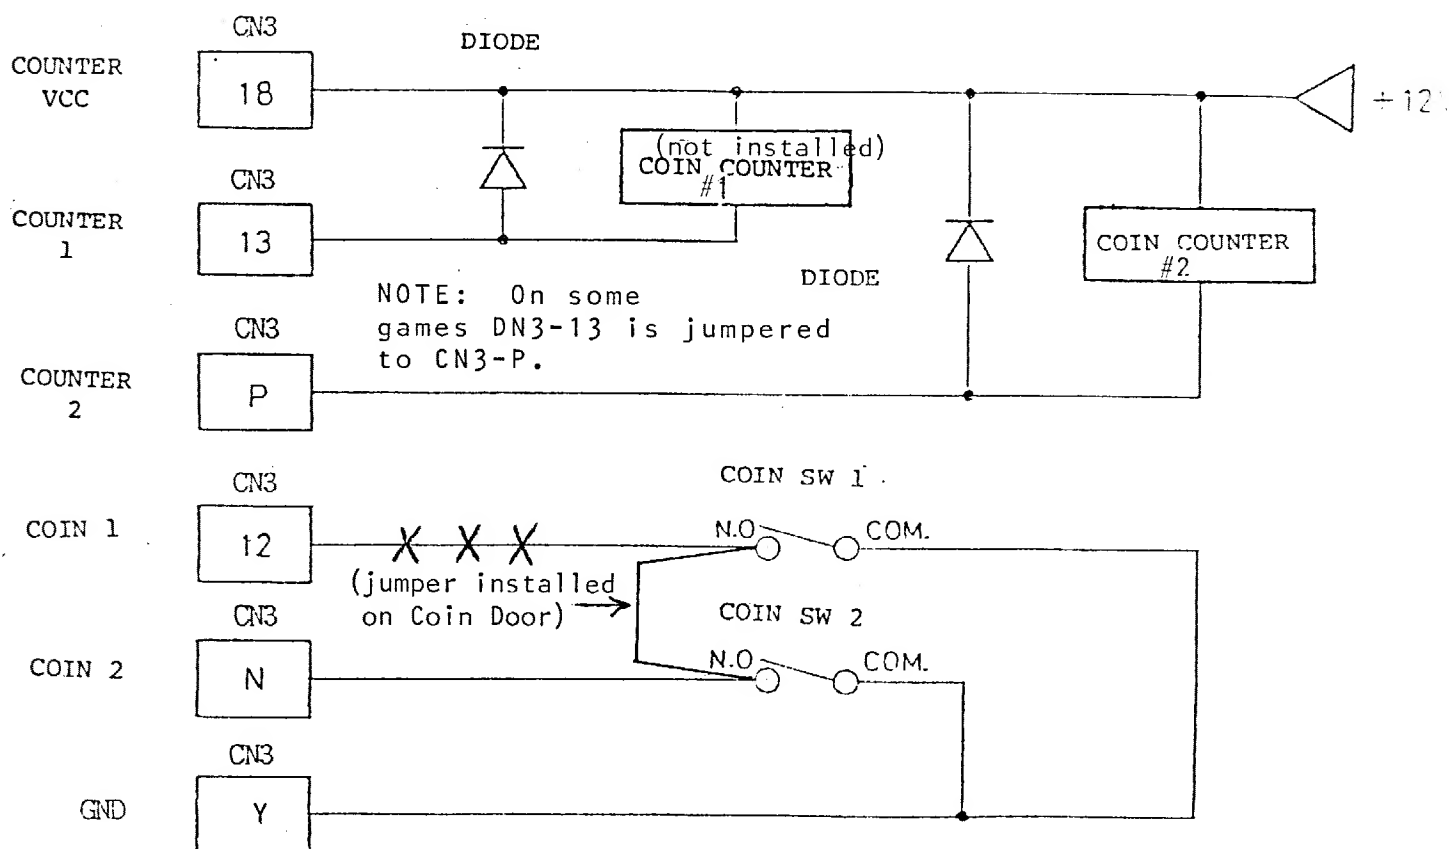 CN3
DIODE
COUNTER
VCC
18
+12
(not installed)
COIN COUNTER
#1
CN3
COUNTER
1
13
COIN COUNTER
#2
DIODE
NOTE: On some
games DN3-13 is jumpered
to CN3-P.
CN3
COUNTER
2
P
COIN SW 1
CN3
COIN 1
12
X X X
N.O
COM.
(jumper installed
on Coin Door)
COIN SW 2
CN3
COIN 2
N
N.O
COM.
CN3
GND
Y